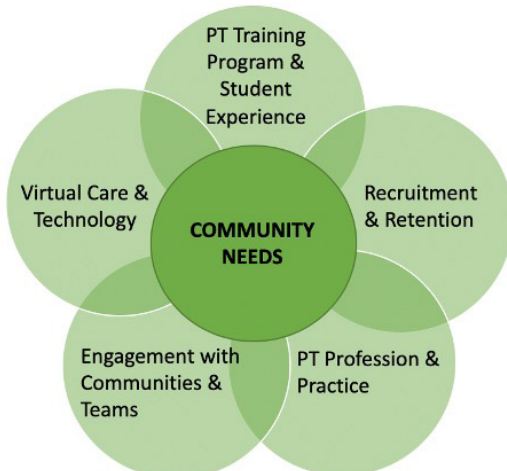 PT Training
Program &
Student
Experience
Virtual Care &
Technology
Recruitment
& Retention
COMMUNITY
NEEDS
Engagement with
Communities &
Teams
PT Profession &
Practice